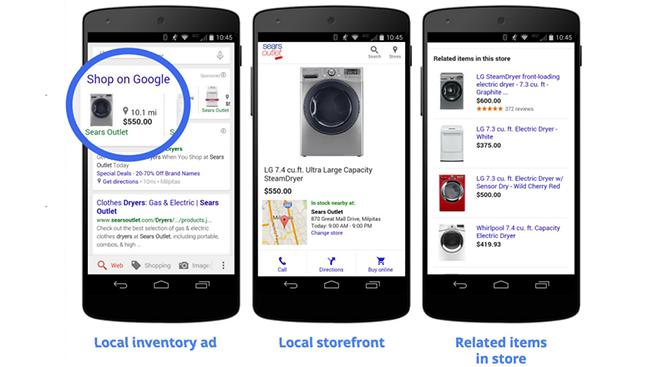 10:45
Sponsored
Shop on Google
10.1 mi
$550.00
Sears Outlet
Sears Outlet
Dryers When You Shop at Sears
Outlet Today
Special Deals · 20-70% Off Brand Names
Get directions
Milpitas
Clothes Dryers: Gas & Electric | Sears
Outlet
www.searsoutlet.com/Dryers/.../products.j...
Check out the best selection of gas & electric
clothes dryers at Sears Outlet, including portable,
combos, & high ...
Web
Shopping
Image
Local inventory ad
10:45
sears
outlet
Search
Stores
LG 7.4 cu.ft. Ultra Large Capacity
SteamDryer
$550.00
In stock nearby at:
Sears Outlet
870 Great Mall Drive, Milpitas
Today: 9:00 AM - 9:00 PM
Change store
Call
Directions
Buy online
Local storefront
10:45
Related items in this store
LG SteamDryer front-loading
electric dryer - 7.3 cu. ft -
Graphite ...
$600.00
372 reviews
LG 7.3 cu. ft. Electric Dryer -
White
$375.00
LG 7.3 cu. ft. Electric Dryer w/
Sensor Dry - Wild Cherry Red
$500.00
Whirlpool 7.4 cu. ft. Capacity
Electric Dryer
$419.93
Related items
in store